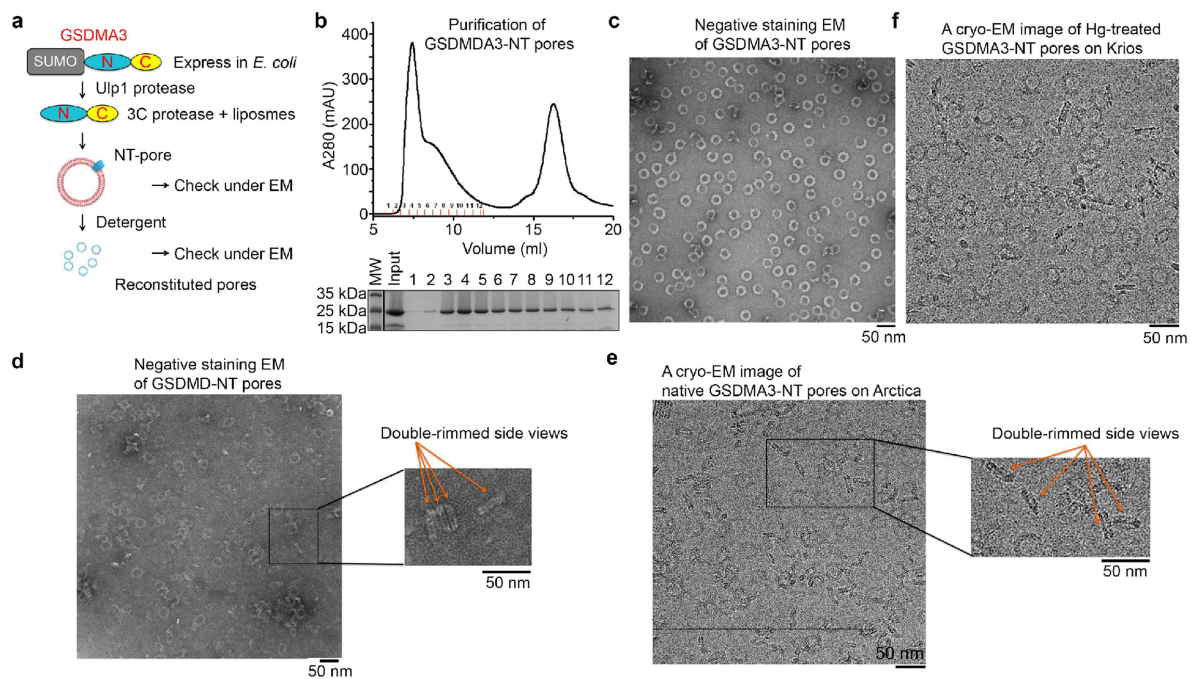 a
GSDMA3
SUMO
N
C
Express in E. coli
Ulp1 protease
N
C
3C protease + liposmes
NT-pore
Check under EM
Detergent
Check under EM
Reconstituted pores
b
Purification of
GSDMDA3-NT pores
A280 (mAU)
400
300
200
100
0
1 2 3 4 5 6 7 8 9 10 11 12
5 10 15 20
Volume (ml)
MW Input 1 2 3 4 5 6 7 8 9 10 11 12
35 kDa
25 kDa
15 kDa
c
Negative staining EM
of GSDMA3-NT pores
50 nm
f
A cryo-EM image of Hg-treated
GSDMA3-NT pores on Krios
50 nm
d
Negative staining EM
of GSDMD-NT pores
Double-rimmed side views
50 nm
50 nm
e
A cryo-EM image of
native GSDMA3-NT pores on Arctica
Double-rimmed side views
50 nm
50 nm